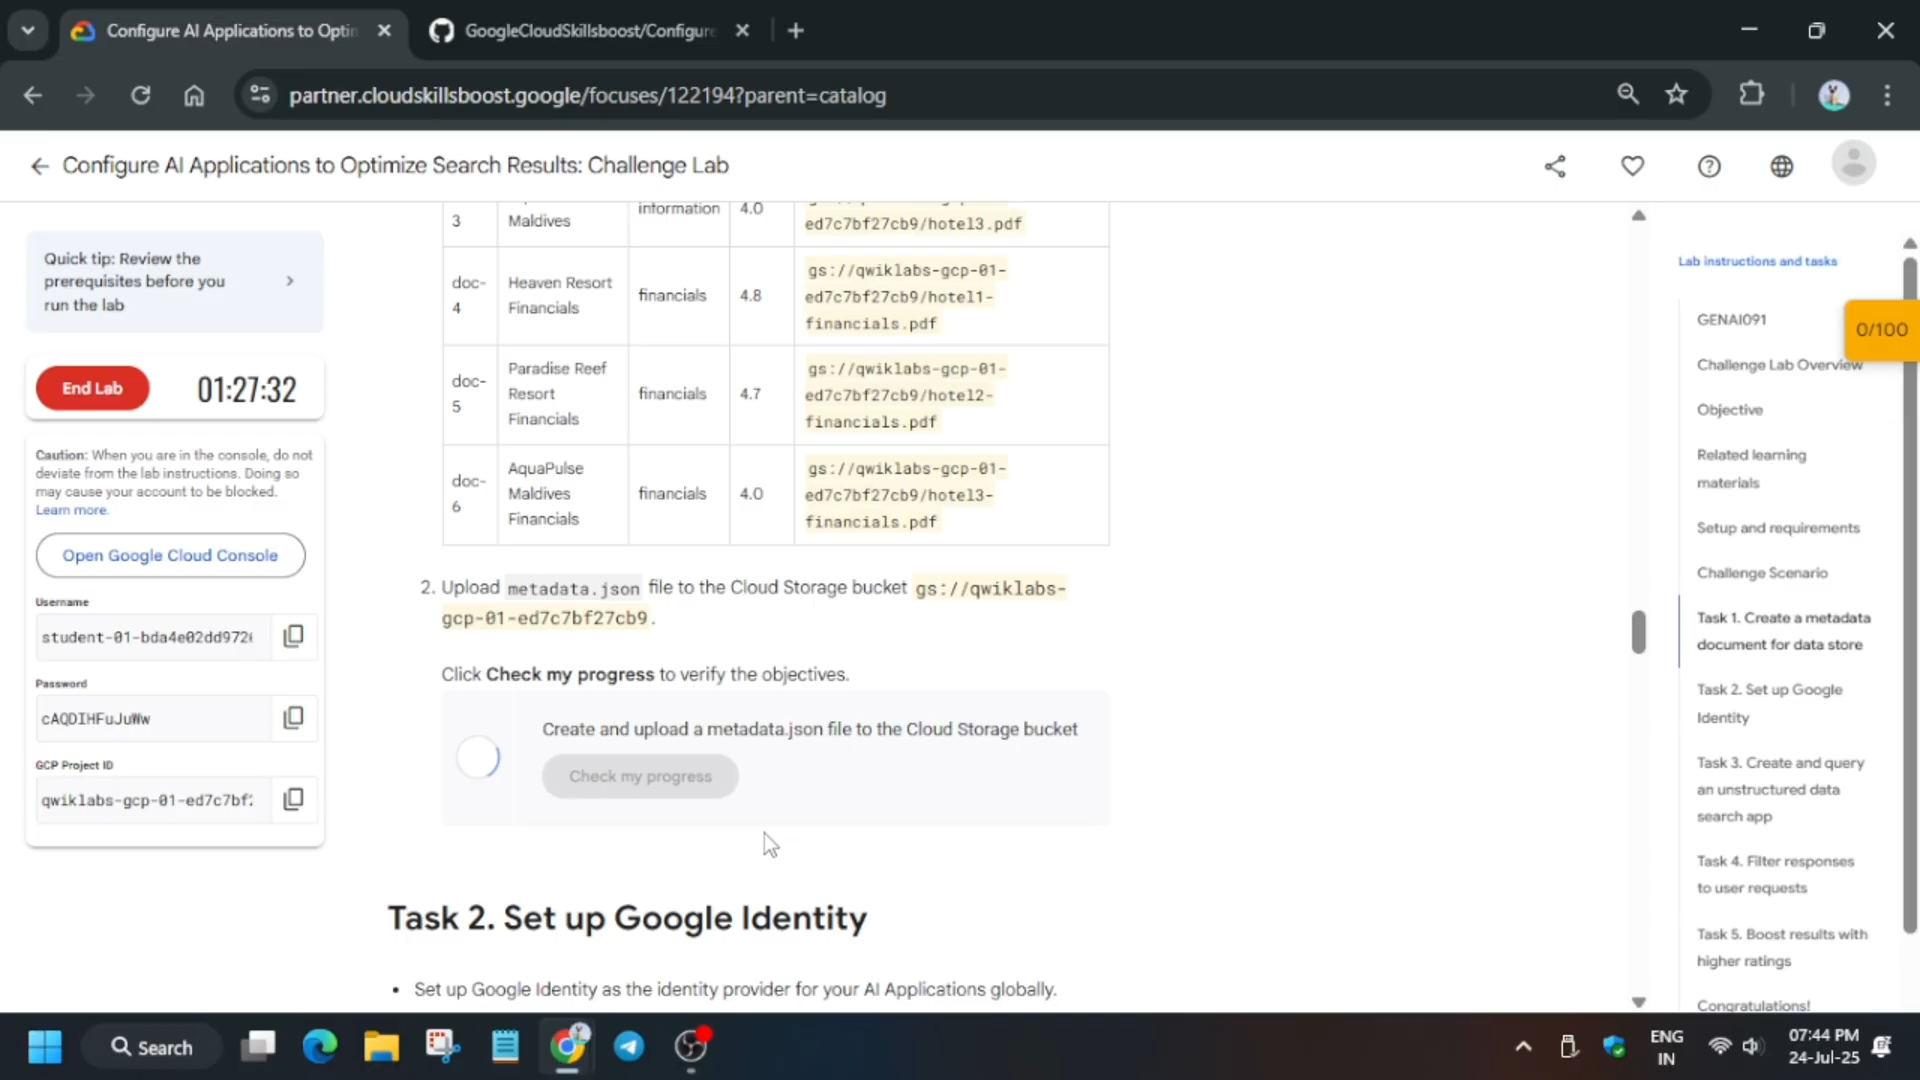 Configure AI Applications to Optin
GoogleCloudSkillsboost/Configure
partner.cloudskillsboost.google/focuses/122194?parent=catalog
Configure AI Applications to Optimize Search Results: Challenge Lab
Quick tip: Review the
prerequisites before you
run the lab
End Lab
01:27:32
Caution: When you are in the console, do not
deviate from the lab instructions. Doing so
may cause your account to be blocked.
Learn more.
Open Google Cloud Console
Username
student-01-bda4e02dd972
Password
cAQDIHFuJuWw
GCP Project ID
qwiklabs-gcp-01-ed7c7bf
3
Maldives
information
4.0
ed7c7bf27cb9/hotel3.pdf
doc-
4
Heaven Resort
Financials
financials
4.8
gs://qwiklabs-gcp-01-
ed7c7bf27cb9/hotel1-
financials.pdf
doc-
5
Paradise Reef
Resort
Financials
financials
4.7
gs://qwiklabs-gcp-01-
ed7c7bf27cb9/hotel2-
financials.pdf
doc-
6
AquaPulse
Maldives
Financials
financials
4.0
gs://qwiklabs-gcp-01-
ed7c7bf27cb9/hotel3-
financials.pdf
2. Upload metadata.json file to the Cloud Storage bucket gs://qwiklabs-
gcp-01-ed7c7bf27cb9.
Click Check my progress to verify the objectives.
Create and upload a metadata.json file to the Cloud Storage bucket
Check my progress
Task 2. Set up Google Identity
• Set up Google Identity as the identity provider for your AI Applications globally.
Lab instructions and tasks
GENAI091
0/100
Challenge Lab Overview
Objective
Related learning
materials
Setup and requirements
Challenge Scenario
Task 1. Create a metadata
document for data store
Task 2. Set up Google
Identity
Task 3. Create and query
an unstructured data
search app
Task 4. Filter responses
to user requests
Task 5. Boost results with
higher ratings
Congratulations!
Search
ENG
IN
07:44 PM
24-Jul-25